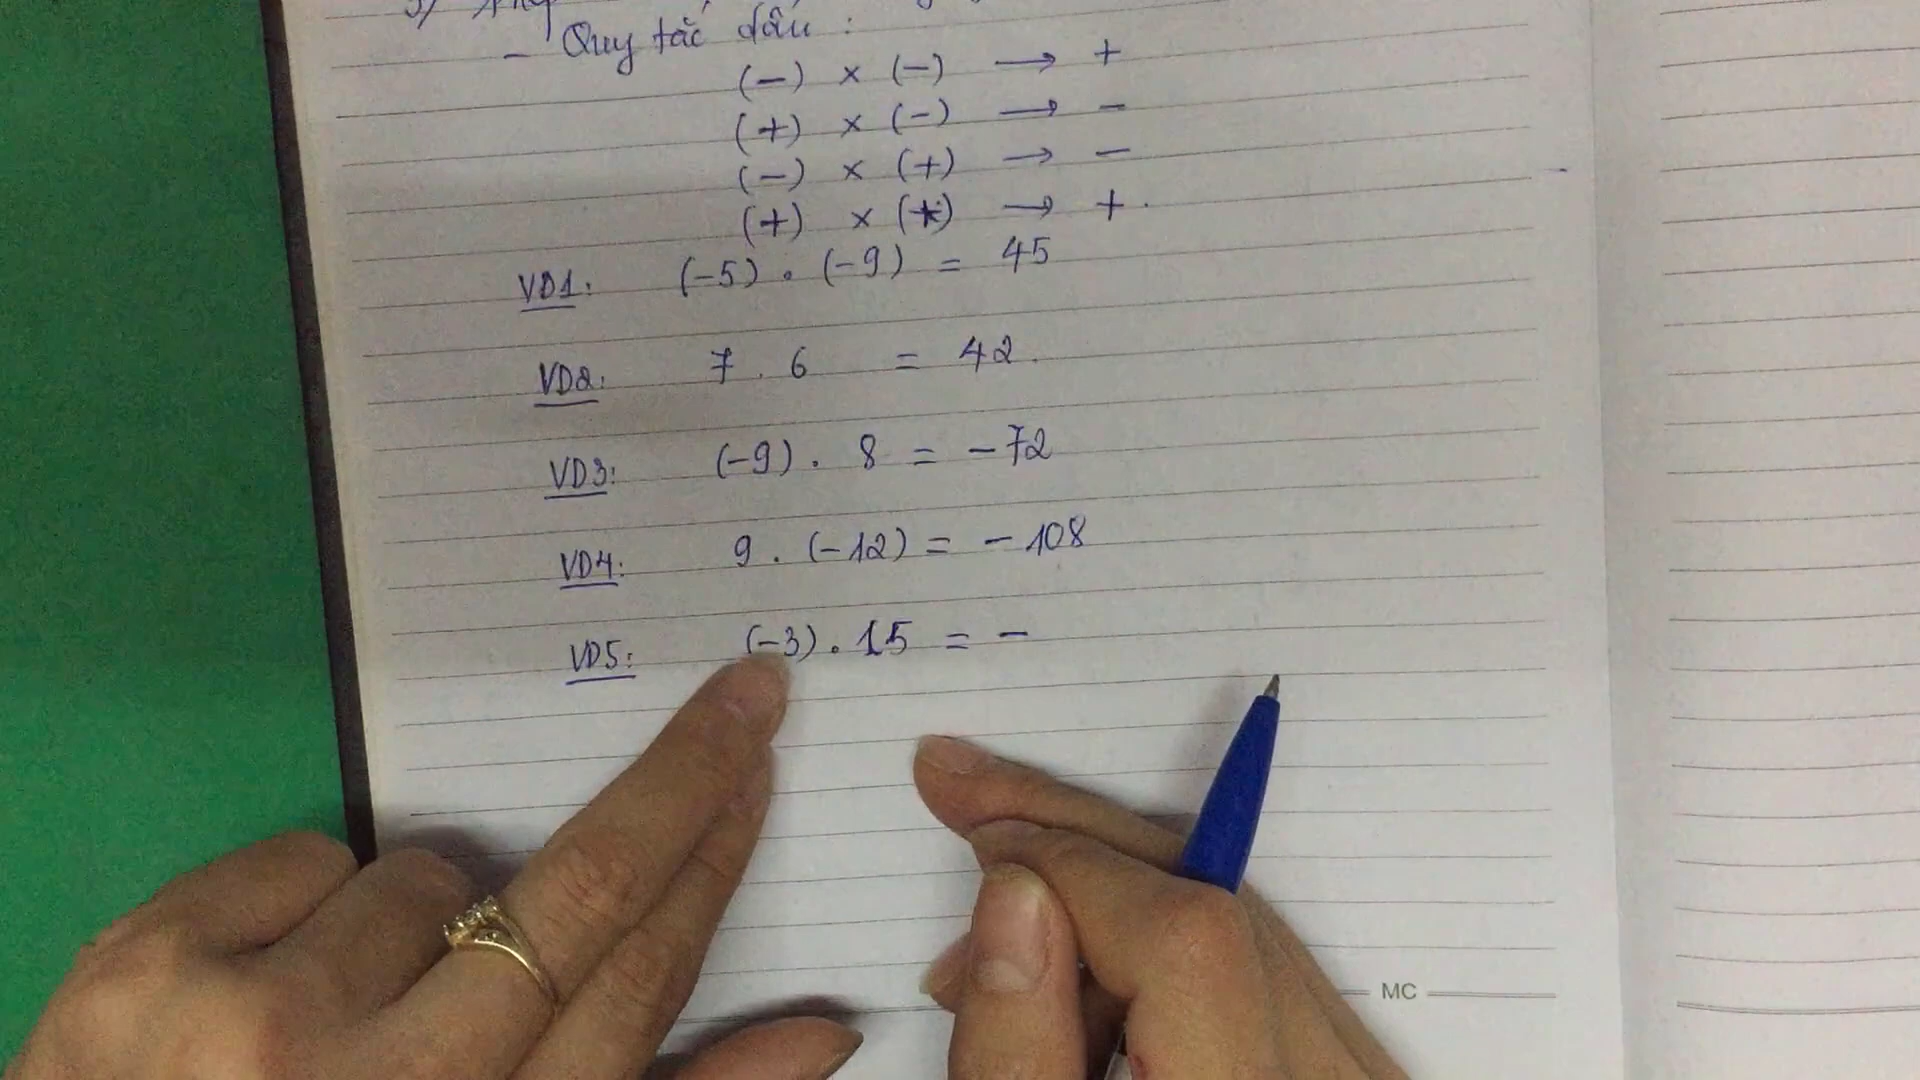 3)
- Quy tắc dấu :
(-) × (-) → +
(+) × (-) → -
(-) × (+) → -
(+) × (+) → + .
VD1: (-5) . (-9) = 45
VD2: 7 . 6 = 42.
VD3: (-9) . 8 = -72
VD4: 9 . (-12) = -108
VD5: (-3) . 15 = -
MC